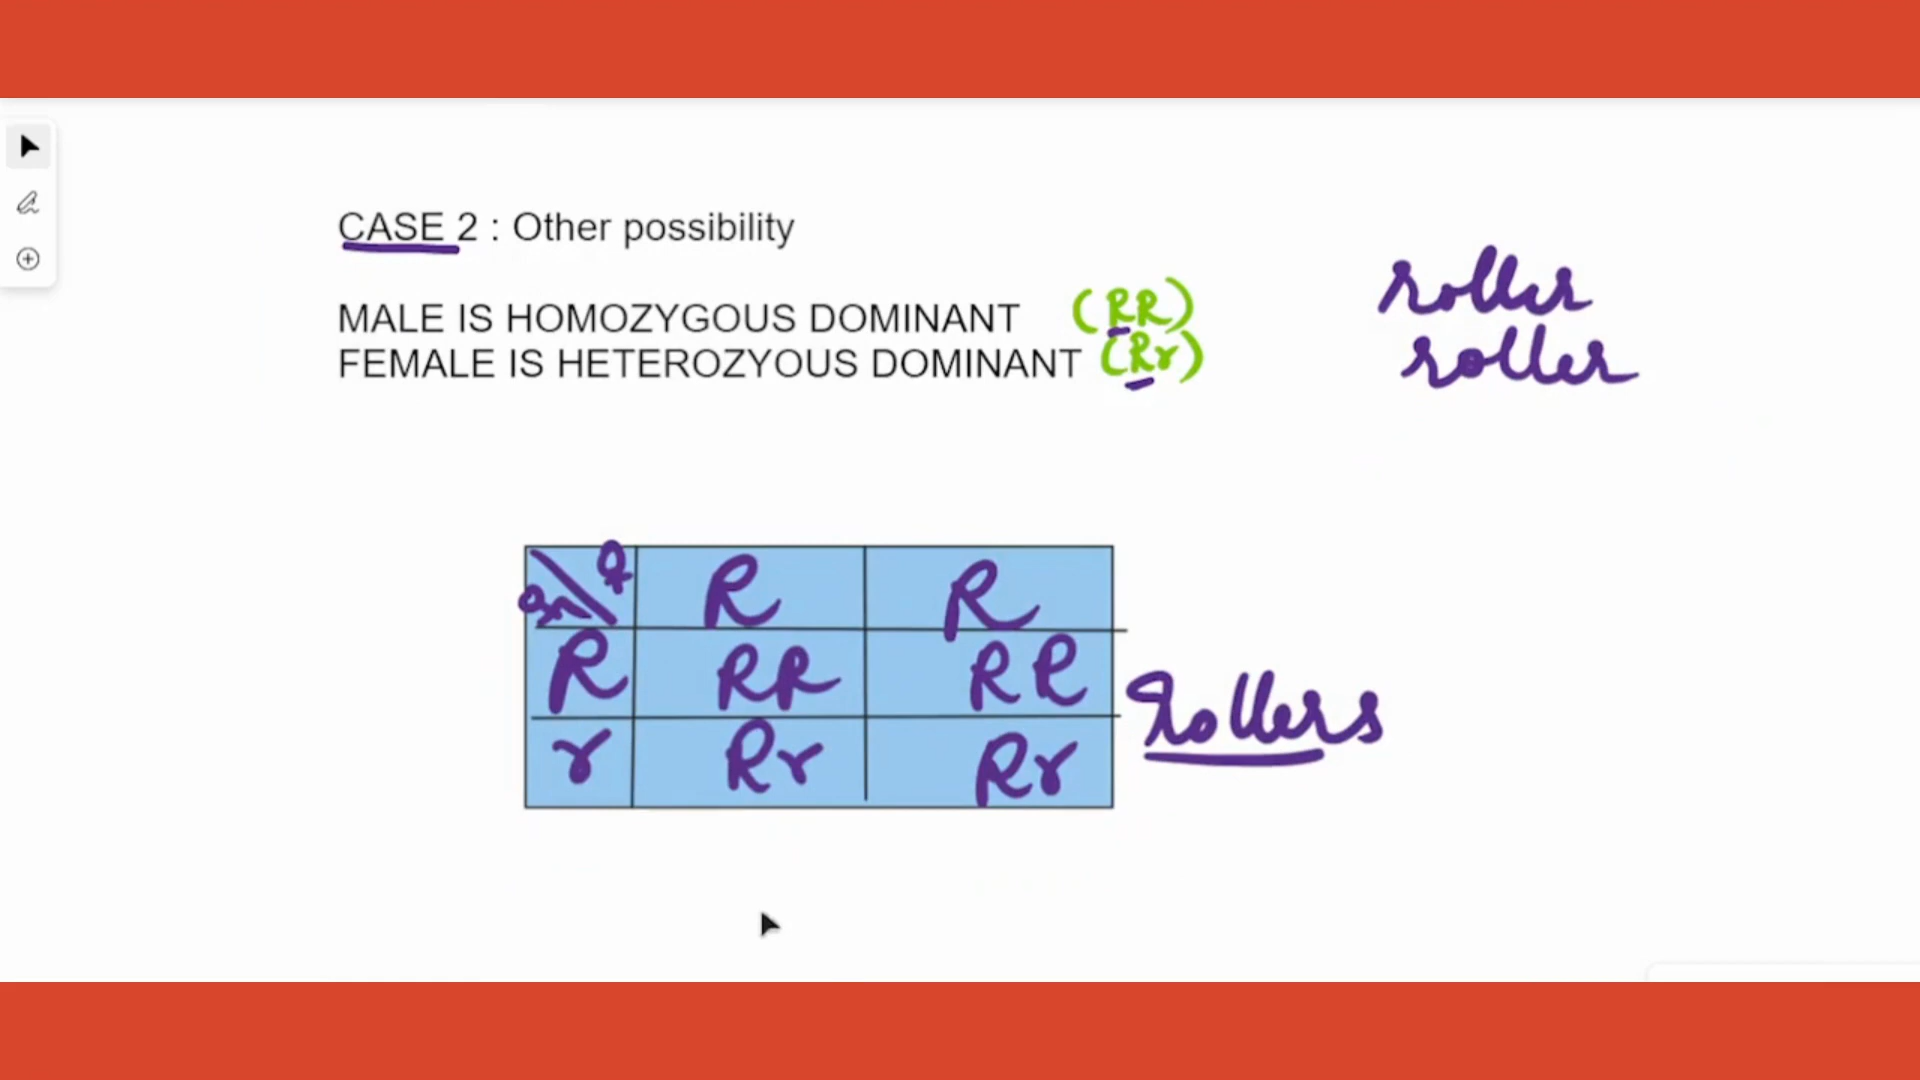 CASE 2 : Other possibility
MALE IS HOMOZYGOUS DOMINANT (RR) roller
FEMALE IS HETEROZYOUS DOMINANT (Rr) roller
♂ \ ♀ R R
R RR RR
r Rr Rr
Rollers